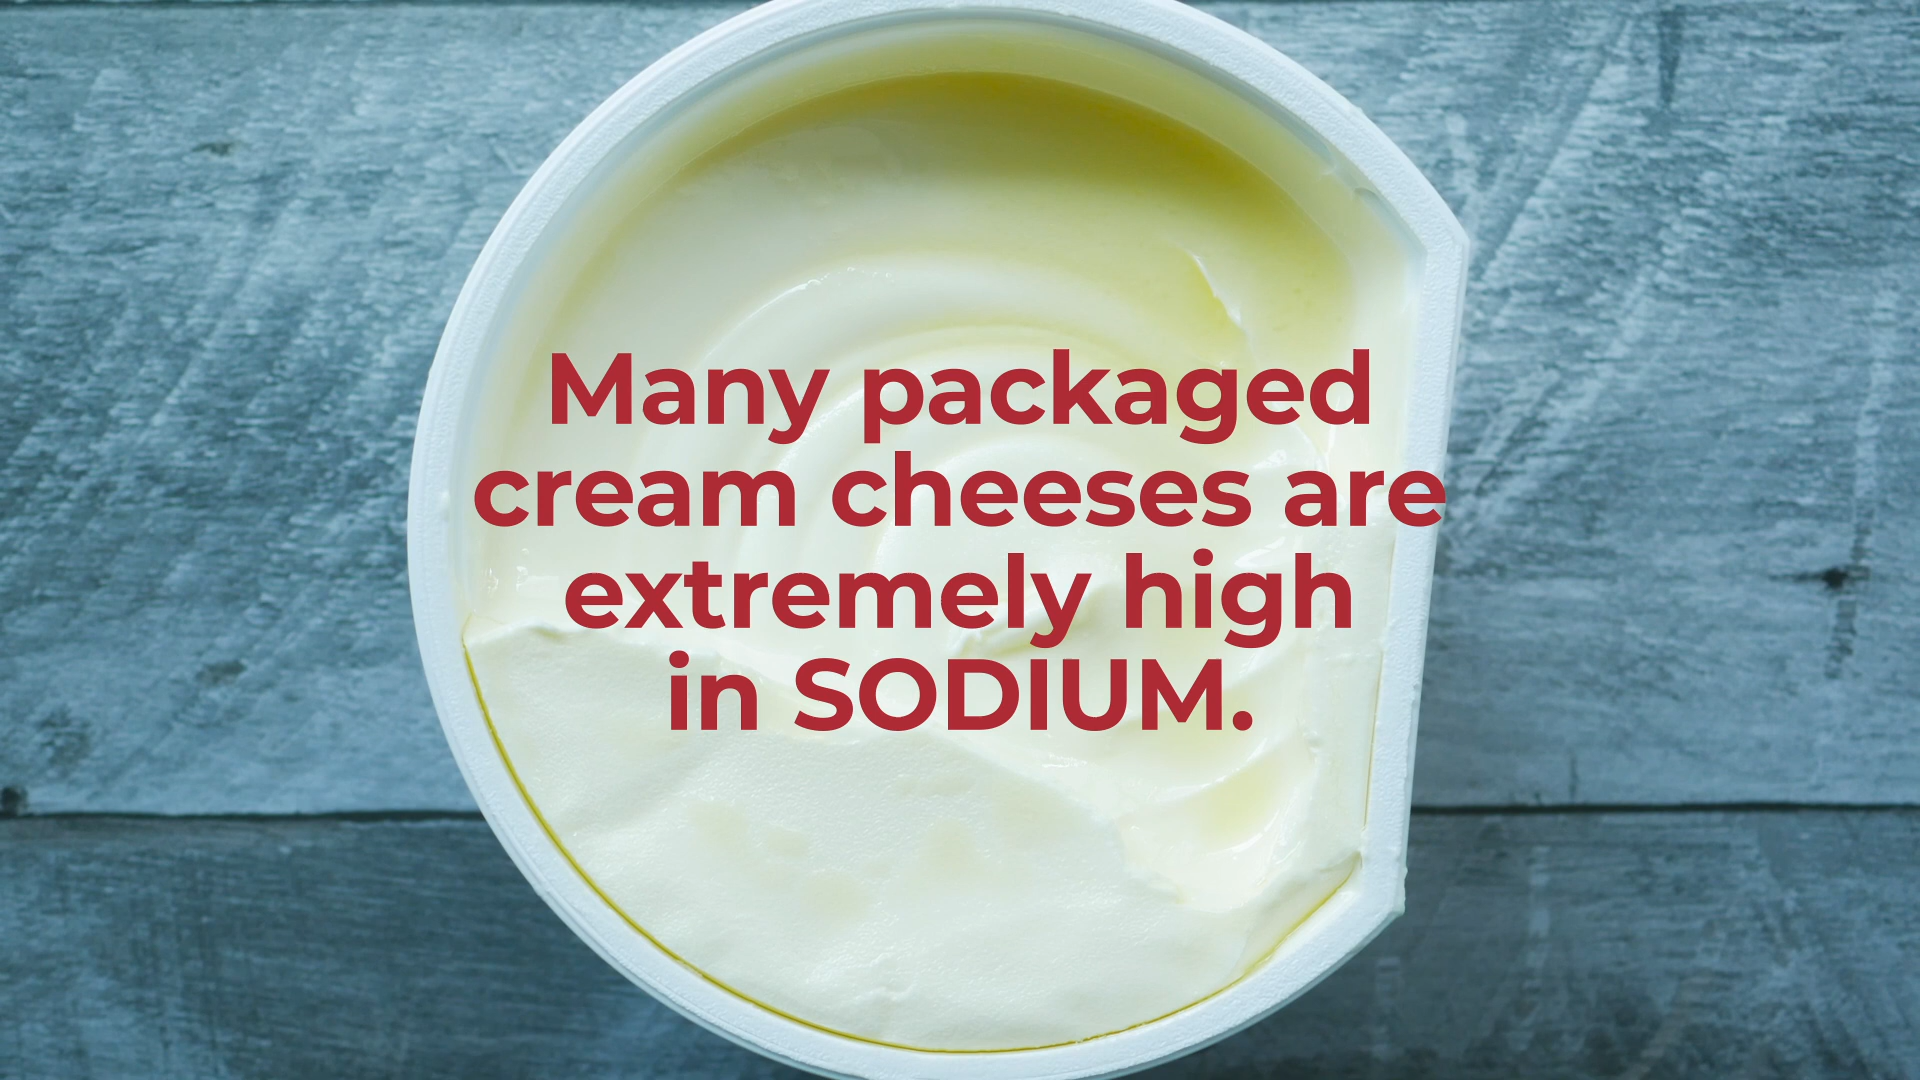 Many packaged
cream cheeses are
extremely high
in SODIUM.